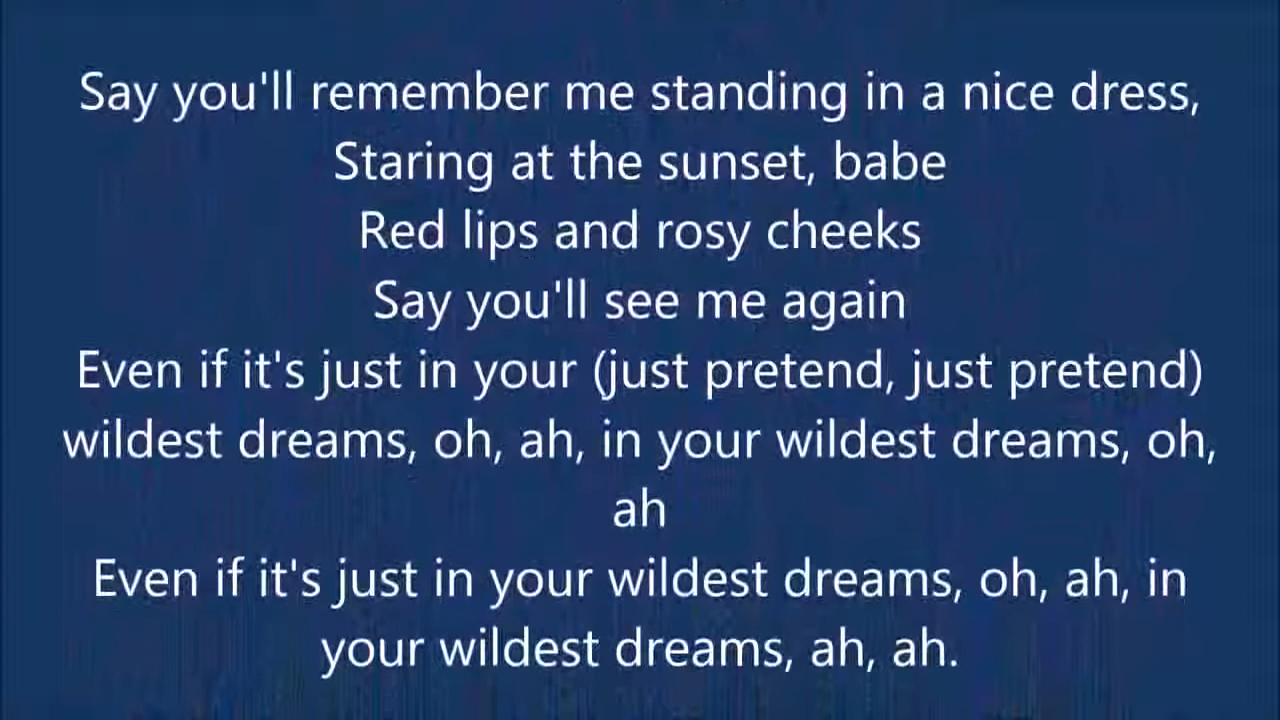 Say you'll remember me standing in a nice dress,
Staring at the sunset, babe
Red lips and rosy cheeks
Say you'll see me again
Even if it's just in your (just pretend, just pretend)
wildest dreams, oh, ah, in your wildest dreams, oh,
ah
Even if it's just in your wildest dreams, oh, ah, in
your wildest dreams, ah, ah.